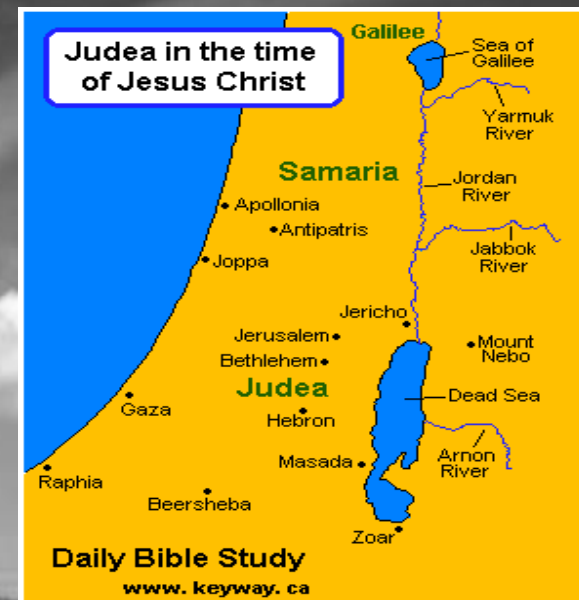 Judea in the time
of Jesus Christ
Galilee
Sea of
Galilee
Yarmuk
River
Samaria
Jordan
River
Apollonia
Antipatris
Jabbok
River
Joppa
Jericho
Jerusalem
Mount
Nebo
Bethlehem
Judea
Dead Sea
Gaza
Hebron
Masada
Arnon
River
Raphia
Beersheba
Zoar
Daily Bible Study
www. keyway. ca